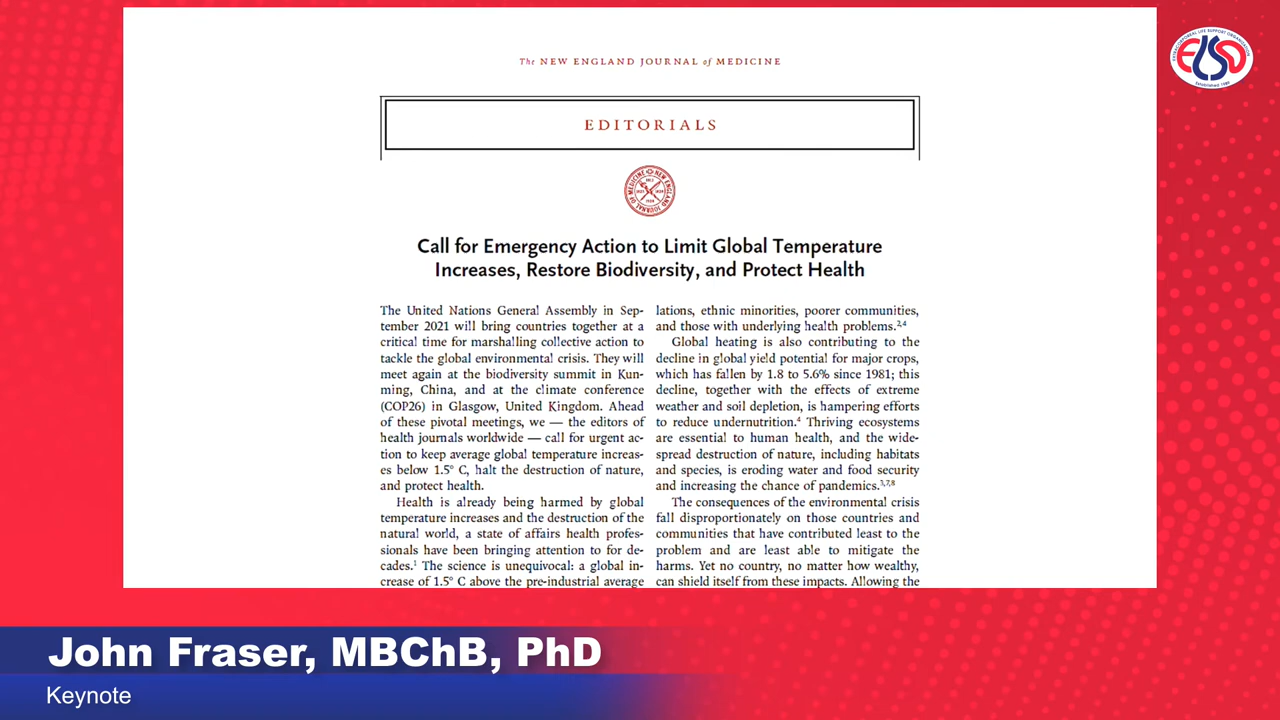 The NEW ENGLAND JOURNAL of MEDICINE
EDITORIALS
Call for Emergency Action to Limit Global Temperature
Increases, Restore Biodiversity, and Protect Health
The United Nations General Assembly in Sep-
tember 2021 will bring countries together at a
critical time for marshalling collective action to
tackle the global environmental crisis. They will
meet again at the biodiversity summit in Kun-
ming, China, and at the climate conference
(COP26) in Glasgow, United Kingdom. Ahead
of these pivotal meetings, we — the editors of
health journals worldwide — call for urgent ac-
tion to keep average global temperature increas-
es below 1.5° C, halt the destruction of nature,
and protect health.
Health is already being harmed by global
temperature increases and the destruction of the
natural world, a state of affairs health profes-
sionals have been bringing attention to for de-
cades.¹ The science is unequivocal: a global in-
crease of 1.5° C above the pre-industrial average
lations, ethnic minorities, poorer communities,
and those with underlying health problems.²,⁴
Global heating is also contributing to the
decline in global yield potential for major crops,
which has fallen by 1.8 to 5.6% since 1981; this
decline, together with the effects of extreme
weather and soil depletion, is hampering efforts
to reduce undernutrition.⁴ Thriving ecosystems
are essential to human health, and the wide-
spread destruction of nature, including habitats
and species, is eroding water and food security
and increasing the chance of pandemics.³,⁷,⁸
The consequences of the environmental crisis
fall disproportionately on those countries and
communities that have contributed least to the
problem and are least able to mitigate the
harms. Yet no country, no matter how wealthy,
can shield itself from these impacts. Allowing the
John Fraser, MBChB, PhD
Keynote
EXTRACORPOREAL LIFE SUPPORT ORGANIZATION
ELSO
Established 1989